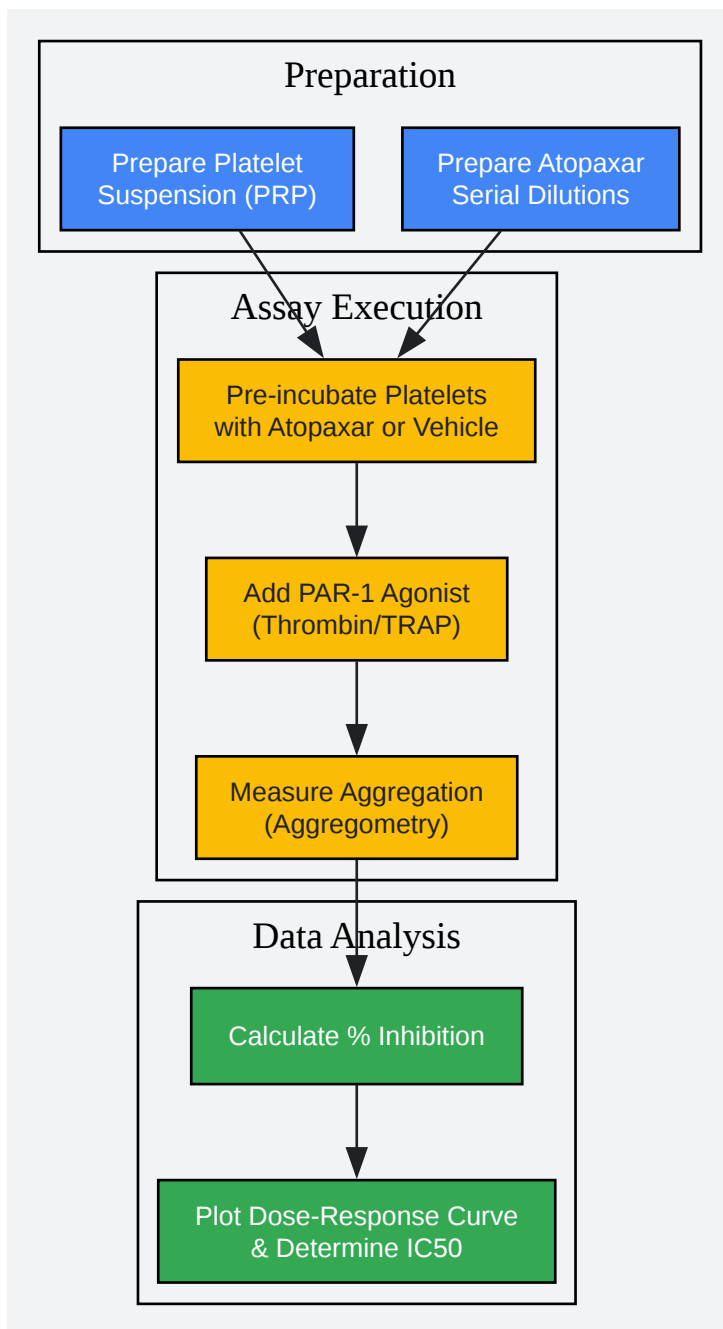 Preparation
Prepare Platelet
Suspension (PRP)
Prepare Atopaxar
Serial Dilutions
Assay Execution
Pre-incubate Platelets
with Atopaxar or Vehicle
Add PAR-1 Agonist
(Thrombin/TRAP)
Measure Aggregation
(Aggregometry)
Data Analysis
Calculate % Inhibition
Plot Dose-Response Curve
& Determine IC50